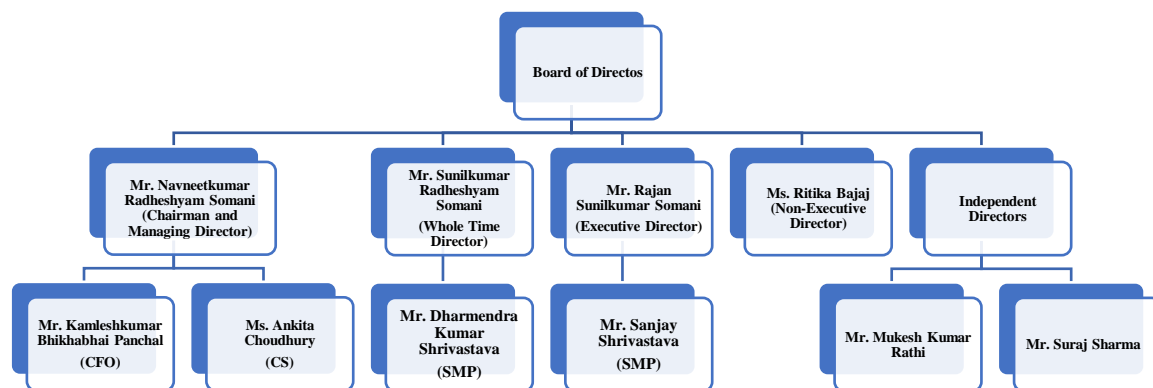 Board of Directos
Mr. Navneetkumar
Radheshyam Somani
(Chairman and
Managing Director)
Mr. Sunilkumar
Radheshyam
Somani
(Whole Time
Director)
Mr. Rajan
Sunilkumar Somani
(Executive Director)
Ms. Ritika Bajaj
(Non-Executive
Director)
Independent
Directors
Mr. Kamleshkumar
Bhikhabhai Panchal
(CFO)
Ms. Ankita
Choudhury
(CS)
Mr. Dharmendra
Kumar
Shrivastava
(SMP)
Mr. Sanjay
Shrivastava
(SMP)
Mr. Mukesh Kumar
Rathi
Mr. Suraj Sharma